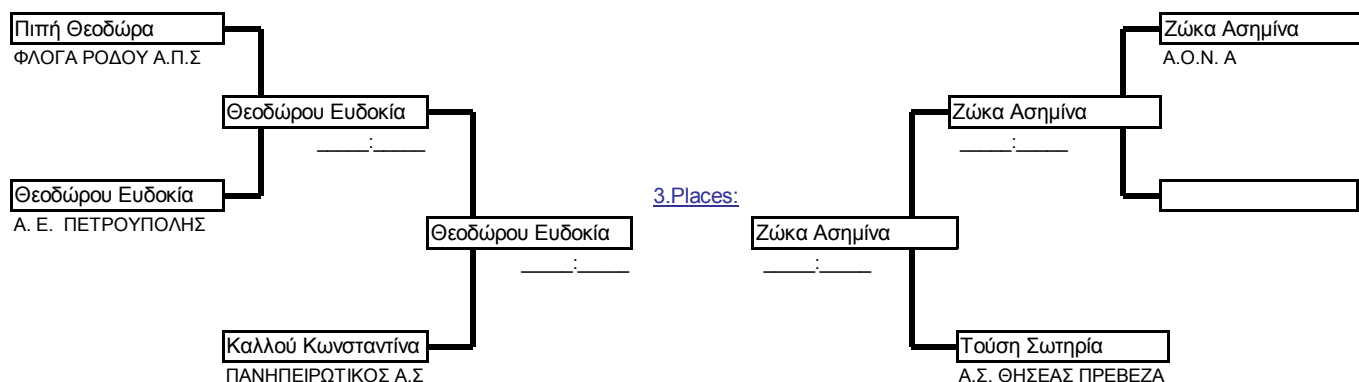 Πιπή Θεοδώρα
ΦΛΟΓΑ ΡΟΔΟΥ Α.Π.Σ
Θεοδώρου Ευδοκία
_____:_____
Θεοδώρου Ευδοκία
Α. Ε.  ΠΕΤΡΟΥΠΟΛΗΣ
Θεοδώρου Ευδοκία
_____:_____
Καλλού Κωνσταντίνα
ΠΑΝΗΠΕΙΡΩΤΙΚΟΣ Α.Σ
3.Places:
Ζώκα Ασημίνα
Α.Ο.Ν. Α
Ζώκα Ασημίνα
_____:_____
Ζώκα Ασημίνα
_____:_____
Τούση Σωτηρία
Α.Σ. ΘΗΣΕΑΣ ΠΡΕΒΕΖΑ